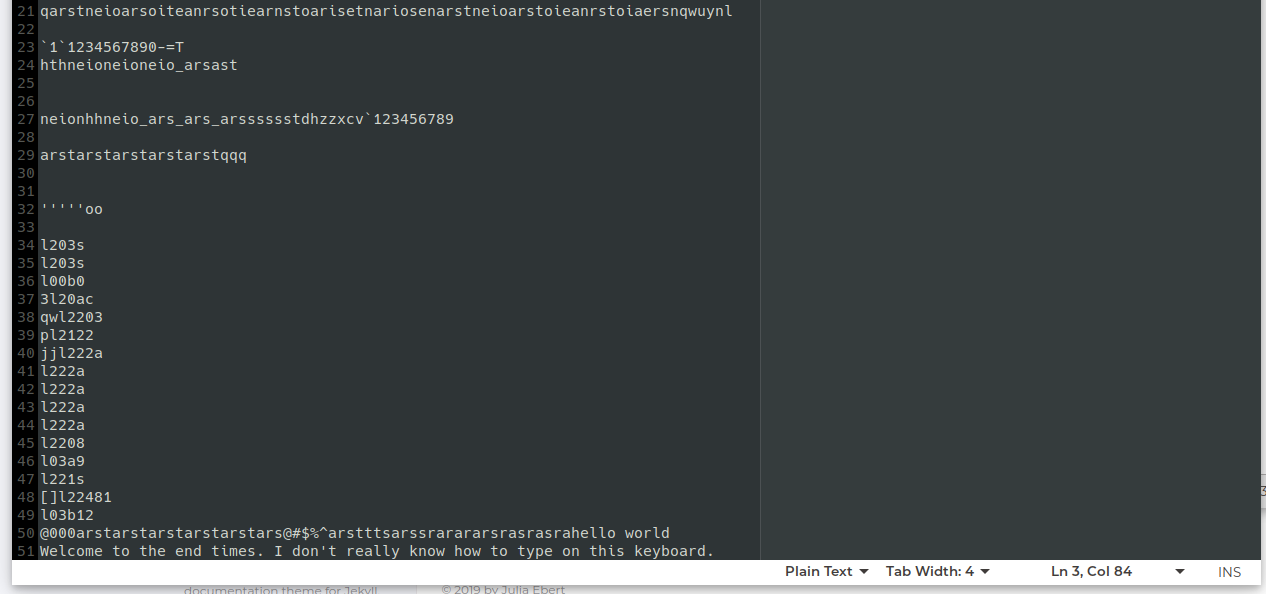 21 qarstneioarsoiteanrsotiearnstoarisetnariosenarstneioarstoieanrstoiaersnqwuynl
22
23 `1`1234567890-=T
24 hthneioneioneio_arsast
25
26
27 neionhhneio_ars_ars_arsssssstdhzzxcv`123456789
28
29 arstarstarstarstarstqqq
30
31
32 '''''oo
33
34 l203s
35 l203s
36 l00b0
37 3l20ac
38 qwl2203
39 pl2122
40 jjl222a
41 l222a
42 l222a
43 l222a
44 l222a
45 l2208
46 l03a9
47 l221s
48 []l22481
49 l03b12
50 @000arstarstarstarstarstars@#$%^arstttsarssrarararsrasrasrahello world
51 Welcome to the end times. I don't really know how to type on this keyboard.
Plain Text Tab Width: 4 Ln 3, Col 84 INS
documentation theme for Jekyll © 2019 by Julia Ebert